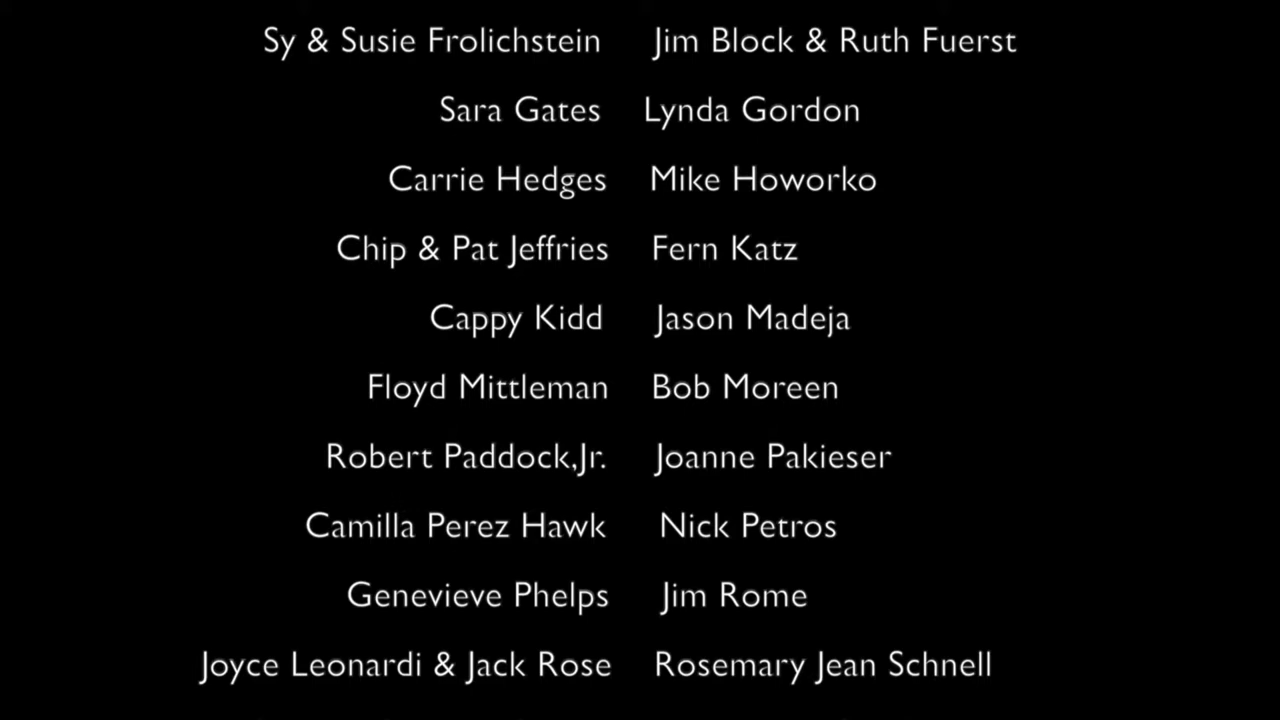 Sy & Susie Frolichstein Jim Block & Ruth Fuerst
Sara Gates Lynda Gordon
Carrie Hedges Mike Howorko
Chip & Pat Jeffries Fern Katz
Cappy Kidd Jason Madeja
Floyd Mittleman Bob Moreen
Robert Paddock,Jr. Joanne Pakieser
Camilla Perez Hawk Nick Petros
Genevieve Phelps Jim Rome
Joyce Leonardi & Jack Rose Rosemary Jean Schnell